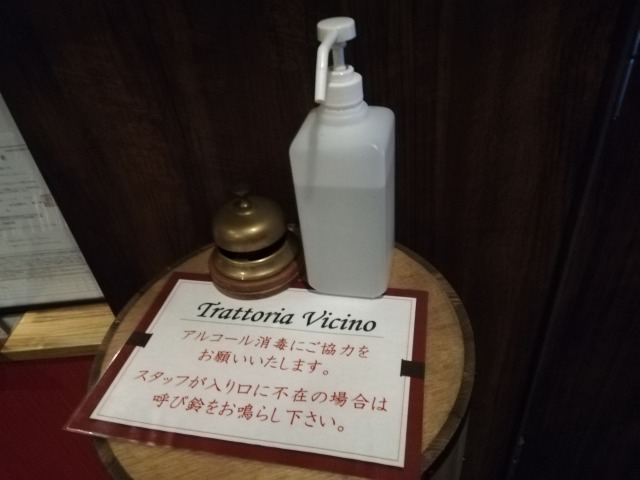 Trattoria Vicino
アルコール消毒にご協力を
お願いいたします。
スタッフが入り口に不在の場合は
呼び鈴をお鳴らし下さい。